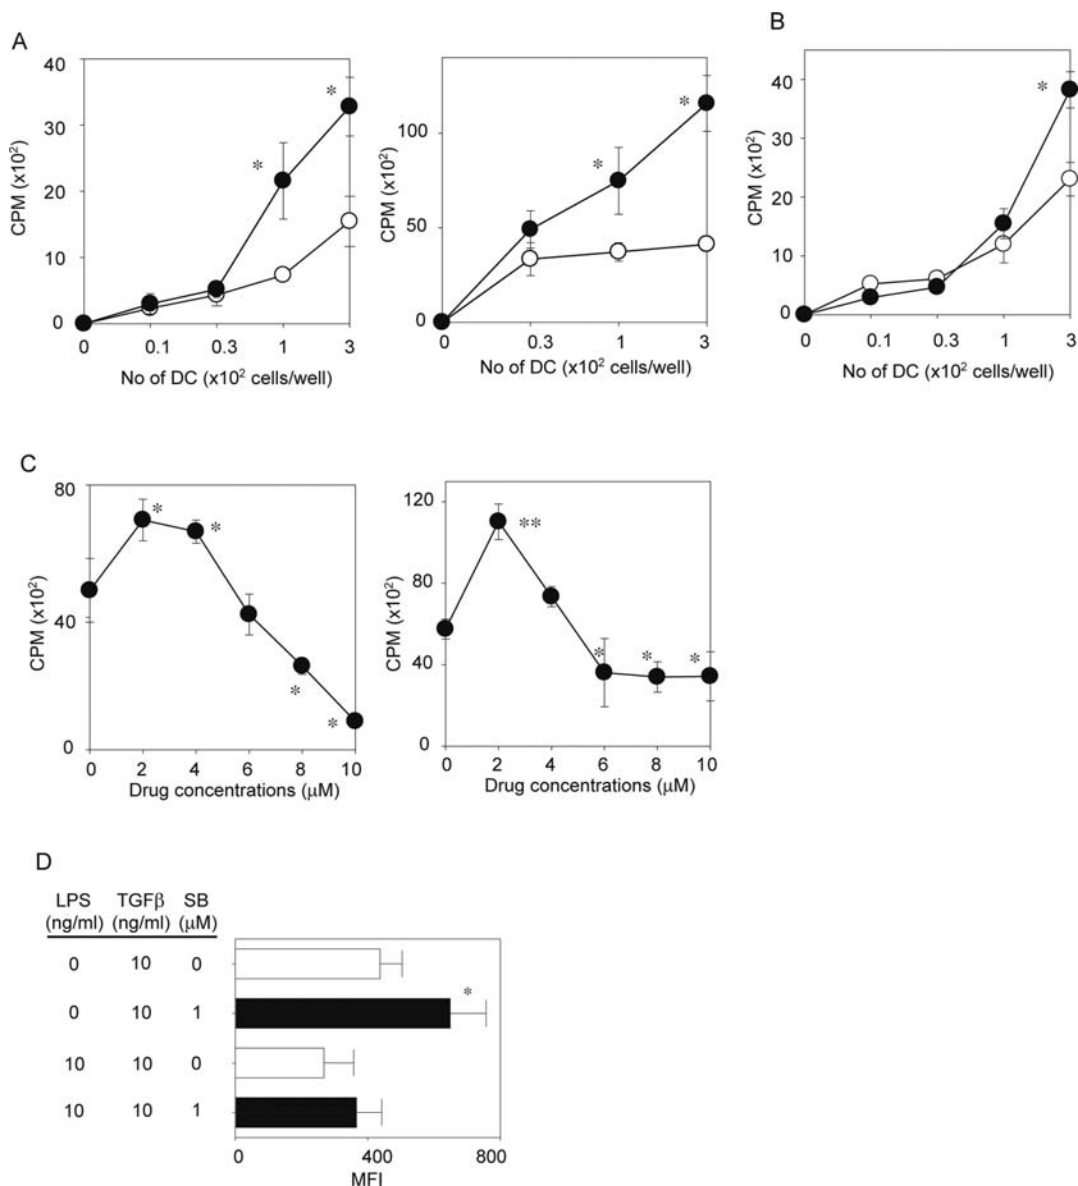 A
CPM (x10²)
40
30
20
10
0
*
*
0 0.1 0.3 1 3
No of DC (x10² cells/well)
CPM (x10²)
100
50
0
*
*
0 0.3 1 3
No of DC (x10² cells/well)
B
CPM (x10²)
40
30
20
10
0
*
0 0.1 0.3 1 3
No of DC (x10² cells/well)
C
CPM (x10²)
80
40
0
*
*
*
*
0 2 4 6 8 10
Drug concentrations (μM)
CPM (x10²)
120
80
40
0
**
*
*
*
0 2 4 6 8 10
Drug concentrations (μM)
D
LPS TGFβ SB
(ng/ml) (ng/ml) (μM)
0 10 0
0 10 1
*
10 10 0
10 10 1
0 400 800
MFI